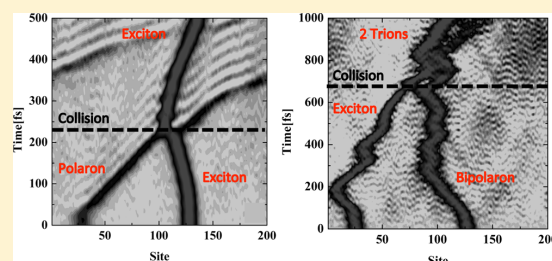 500
400
300
200
100
0
Time[fs]
Exciton
Collision
Polaron
Exciton
50
100
150
200
Site
1000
800
600
400
200
0
Time[fs]
2 Trions
Collision
Exciton
Bipolaron
50
100
150
200
Site